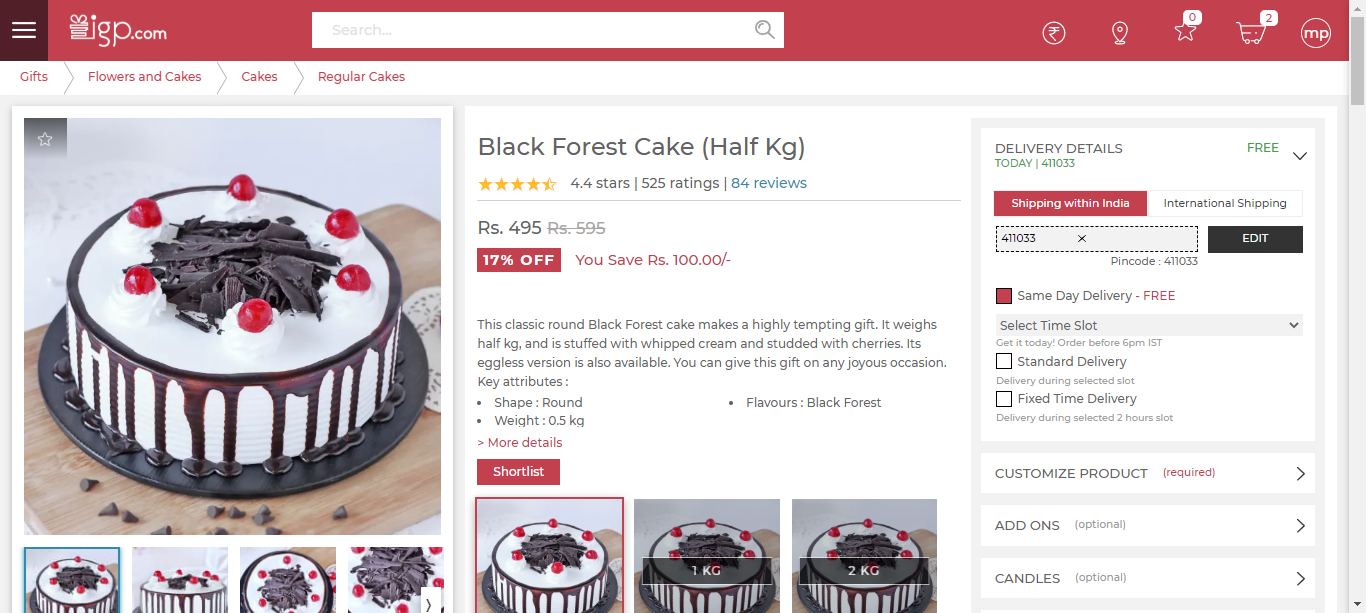 igp.com
Search...
0
2
mp
Gifts
Flowers and Cakes
Cakes
Regular Cakes
Black Forest Cake (Half Kg)
4.4 stars | 525 ratings | 84 reviews
Rs. 495 Rs. 595
17% OFF You Save Rs. 100.00/-
This classic round Black Forest cake makes a highly tempting gift. It weighs
half kg, and is stuffed with whipped cream and studded with cherries. Its
eggless version is also available. You can give this gift on any joyous occasion.
Key attributes :
• Shape : Round
• Flavours : Black Forest
• Weight : 0.5 kg
> More details
Shortlist
1 KG
2 KG
DELIVERY DETAILS
FREE
TODAY | 411033
Shipping within India
International Shipping
411033
EDIT
Pincode : 411033
Same Day Delivery - FREE
Select Time Slot
Get it today! Order before 6pm IST
Standard Delivery
Delivery during selected slot
Fixed Time Delivery
Delivery during selected 2 hours slot
CUSTOMIZE PRODUCT (required)
ADD ONS (optional)
CANDLES (optional)